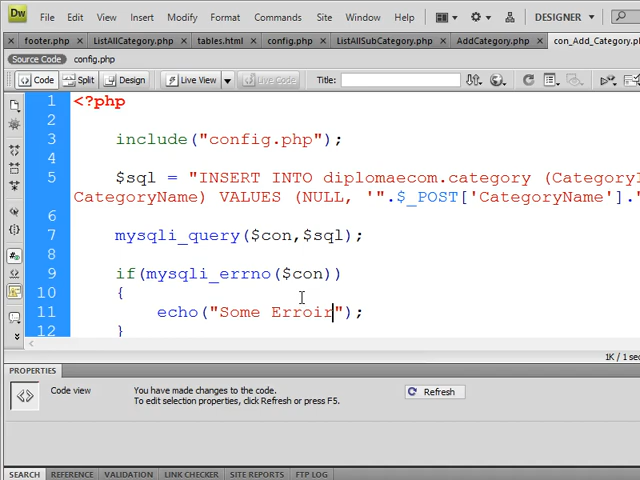 Dw File Edit View Insert Modify Format Commands Site Window Help DESIGNER
footer.php × ListAllCategory.php × tables.html × config.php × ListAllSubCategory.php × AddCategory.php × con_Add_Category.php
Source Code config.php
Code Split Design Live View Live Code Title:
1 <?php
2
3 include("config.php");
4
5 $sql = "INSERT INTO diplomaecom.category (CategoryI
CategoryName) VALUES (NULL, '".$_POST['CategoryName']."
6
7 mysqli_query($con,$sql);
8
9 if(mysqli_errno($con))
10 {
11 echo("Some Erroir");
12 }
1K / 1 sec
PROPERTIES
Code view You have made changes to the code. Refresh
To edit selection properties, click Refresh or press F5.
SEARCH REFERENCE VALIDATION LINK CHECKER SITE REPORTS FTP LOG